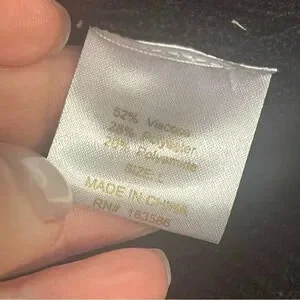 52% Viscose
28% Polyester
20% Polyamide
SIZE: L
MADE IN CHINA
RN# 163586